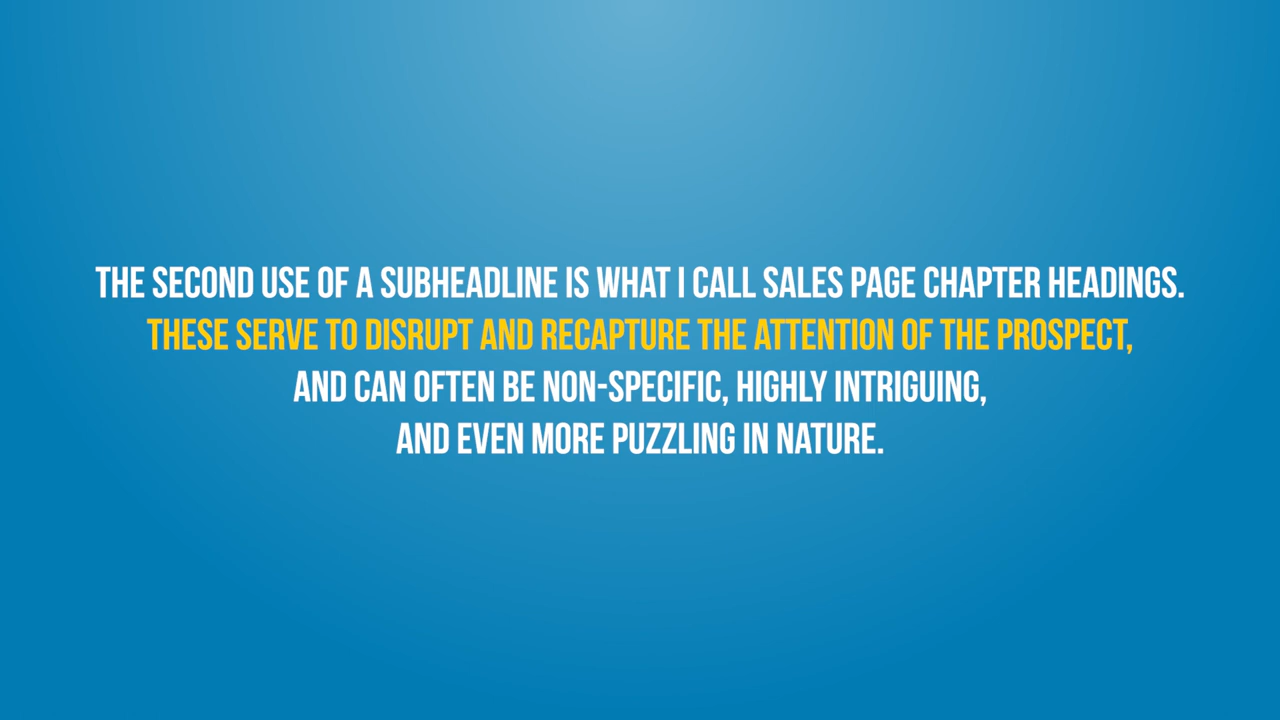 THE SECOND USE OF A SUBHEADLINE IS WHAT I CALL SALES PAGE CHAPTER HEADINGS.
THESE SERVE TO DISRUPT AND RECAPTURE THE ATTENTION OF THE PROSPECT,
AND CAN OFTEN BE NON-SPECIFIC, HIGHLY INTRIGUING,
AND EVEN MORE PUZZLING IN NATURE.